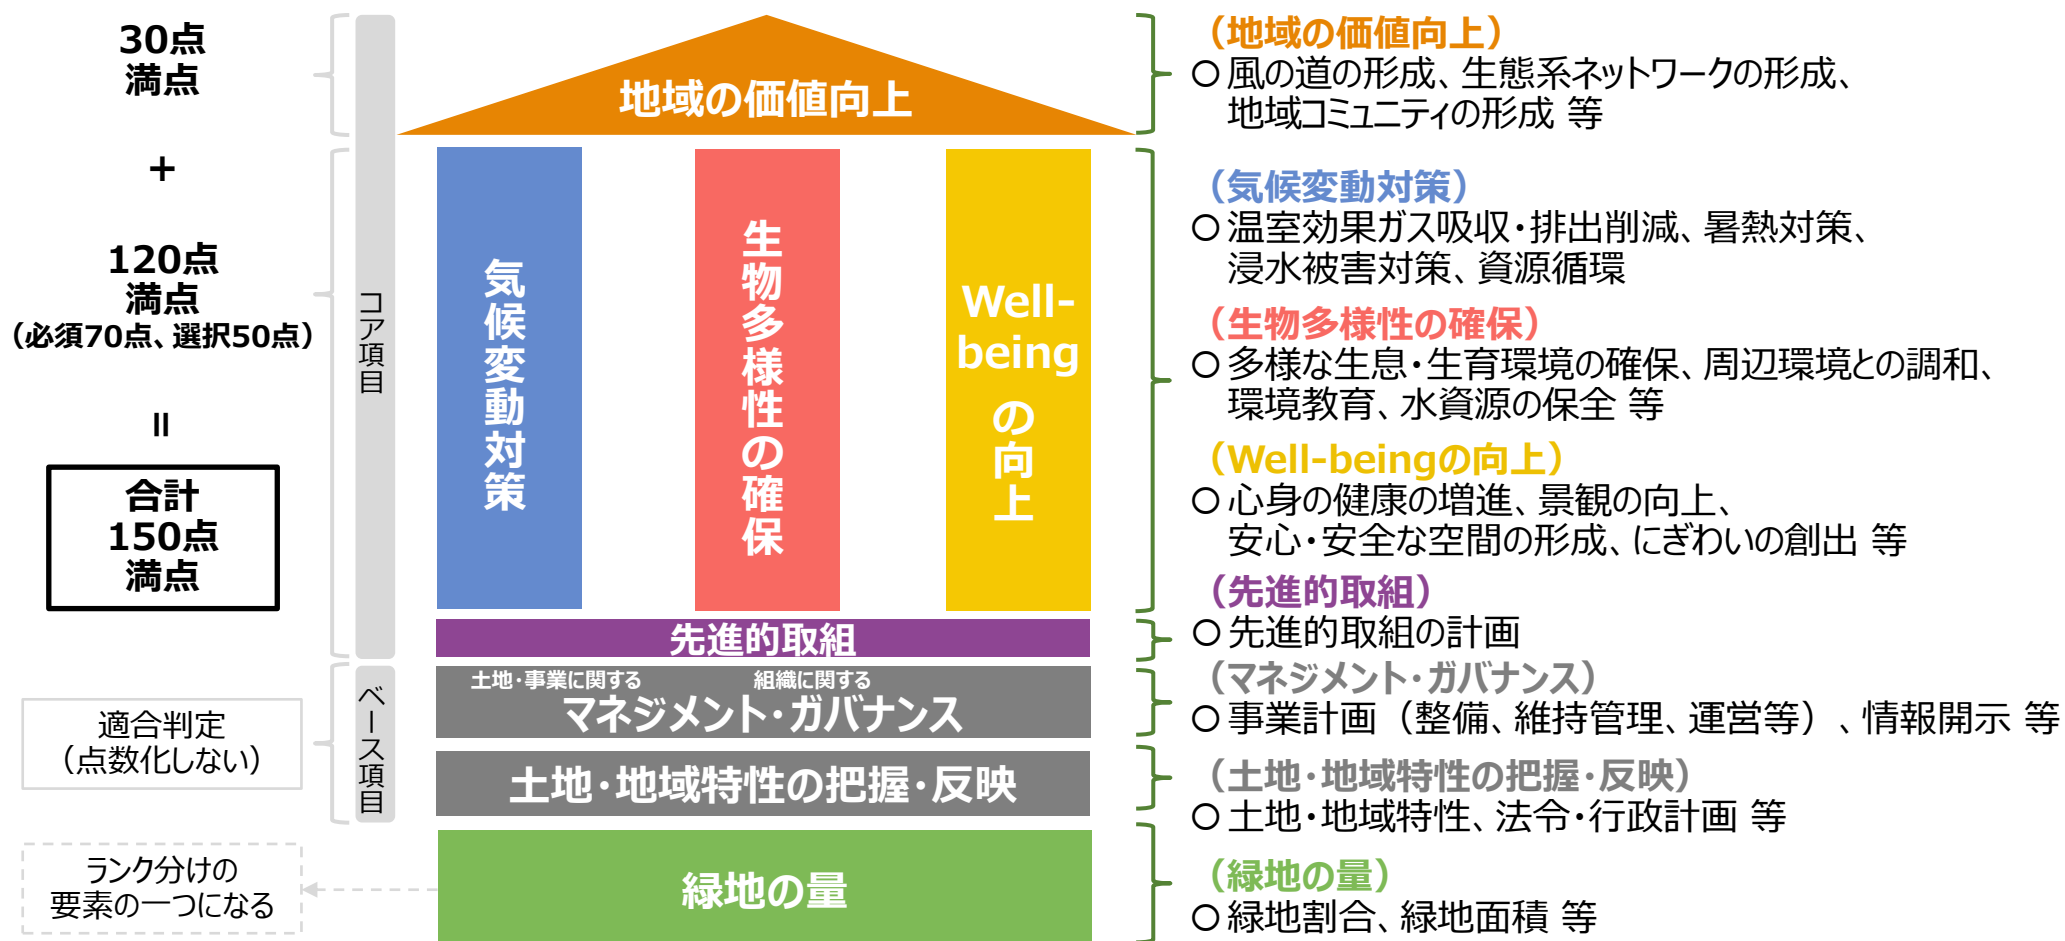 30点
満点
+
120点
満点
（必須70点、選択50点）
=
合計
150点
満点
適合判定
（点数化しない）
ランク分けの
要素の一つになる
コア項目
ベース項目
地域の価値向上
気候変動対策
生物多様性の確保
Well-
being
の向上
先進的取組
土地・事業に関する 組織に関する
マネジメント・ガバナンス
土地・地域特性の把握・反映
緑地の量
（地域の価値向上）
○風の道の形成、生態系ネットワークの形成、
地域コミュニティの形成 等
（気候変動対策）
○温室効果ガス吸収・排出削減、暑熱対策、
浸水被害対策、資源循環
（生物多様性の確保）
○多様な生息・生育環境の確保、周辺環境との調和、
環境教育、水資源の保全 等
（Well-beingの向上）
○心身の健康の増進、景観の向上、
安心・安全な空間の形成、にぎわいの創出 等
（先進的取組）
○先進的取組の計画
（マネジメント・ガバナンス）
○事業計画（整備、維持管理、運営等）、情報開示 等
（土地・地域特性の把握・反映）
○土地・地域特性、法令・行政計画 等
（緑地の量）
○緑地割合、緑地面積 等